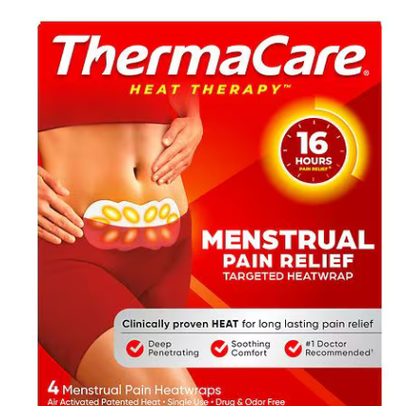 ThermaCare®
HEAT THERAPY™
16
HOURS
PAIN RELIEF*
MENSTRUAL
PAIN RELIEF
TARGETED HEATWRAP
Clinically proven HEAT for long lasting pain relief
Deep
Penetrating
Soothing
Comfort
#1 Doctor
Recommended†
4 Menstrual Pain Heatwraps
Air Activated Patented Heat • Single Use • Drug & Odor Free